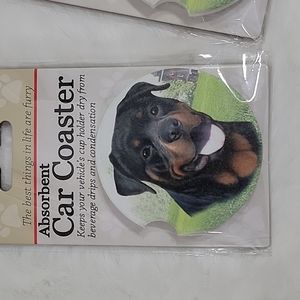 The best things in life are furry
Absorbent
Car Coaster
Keeps your vehicle's cup holder dry from
beverage drips and condensation